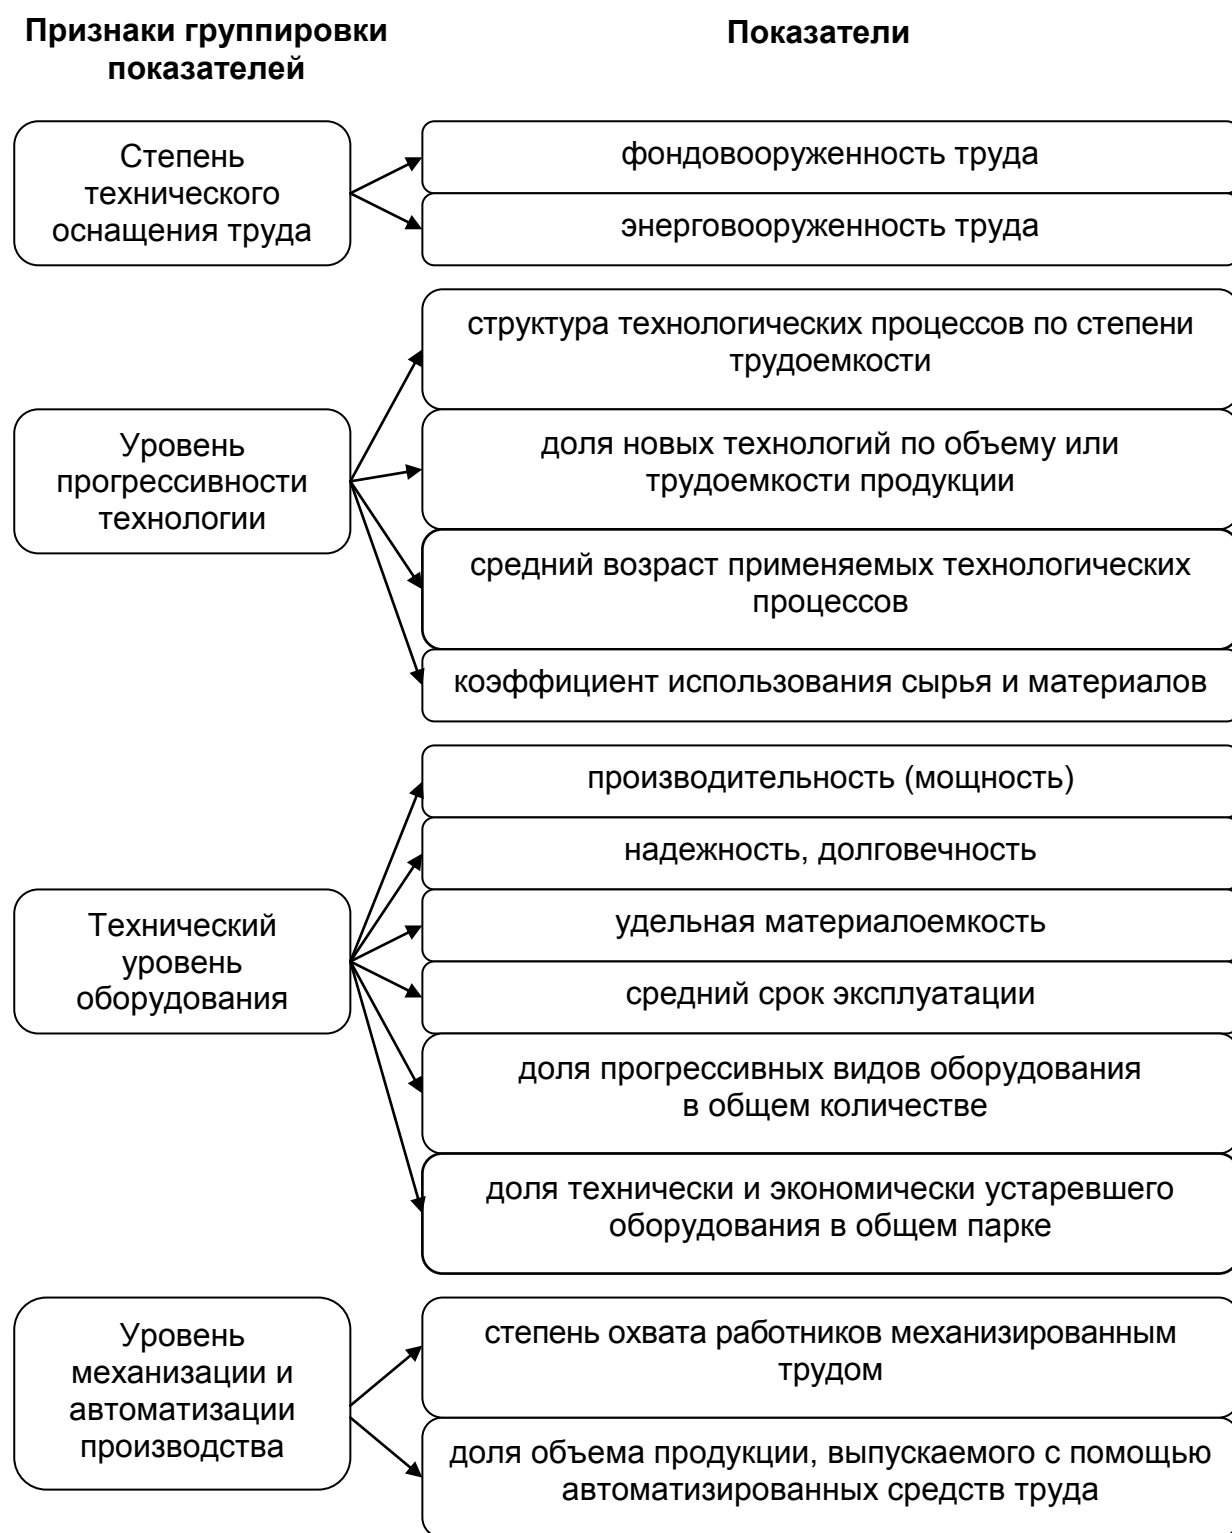 Признаки группировки
показателей
Показатели
Степень
технического
оснащения труда
фондовооруженность труда
энерговооруженность труда
Уровень
прогрессивности
технологии
структура технологических процессов по степени
трудоемкости
доля новых технологий по объему или
трудоемкости продукции
средний возраст применяемых технологических
процессов
коэффициент использования сырья и материалов
Технический
уровень
оборудования
производительность (мощность)
надежность, долговечность
удельная материалоемкость
средний срок эксплуатации
доля прогрессивных видов оборудования
в общем количестве
доля технически и экономически устаревшего
оборудования в общем парке
Уровень
механизации и
автоматизации
производства
степень охвата работников механизированным
трудом
доля объема продукции, выпускаемого с помощью
автоматизированных средств труда